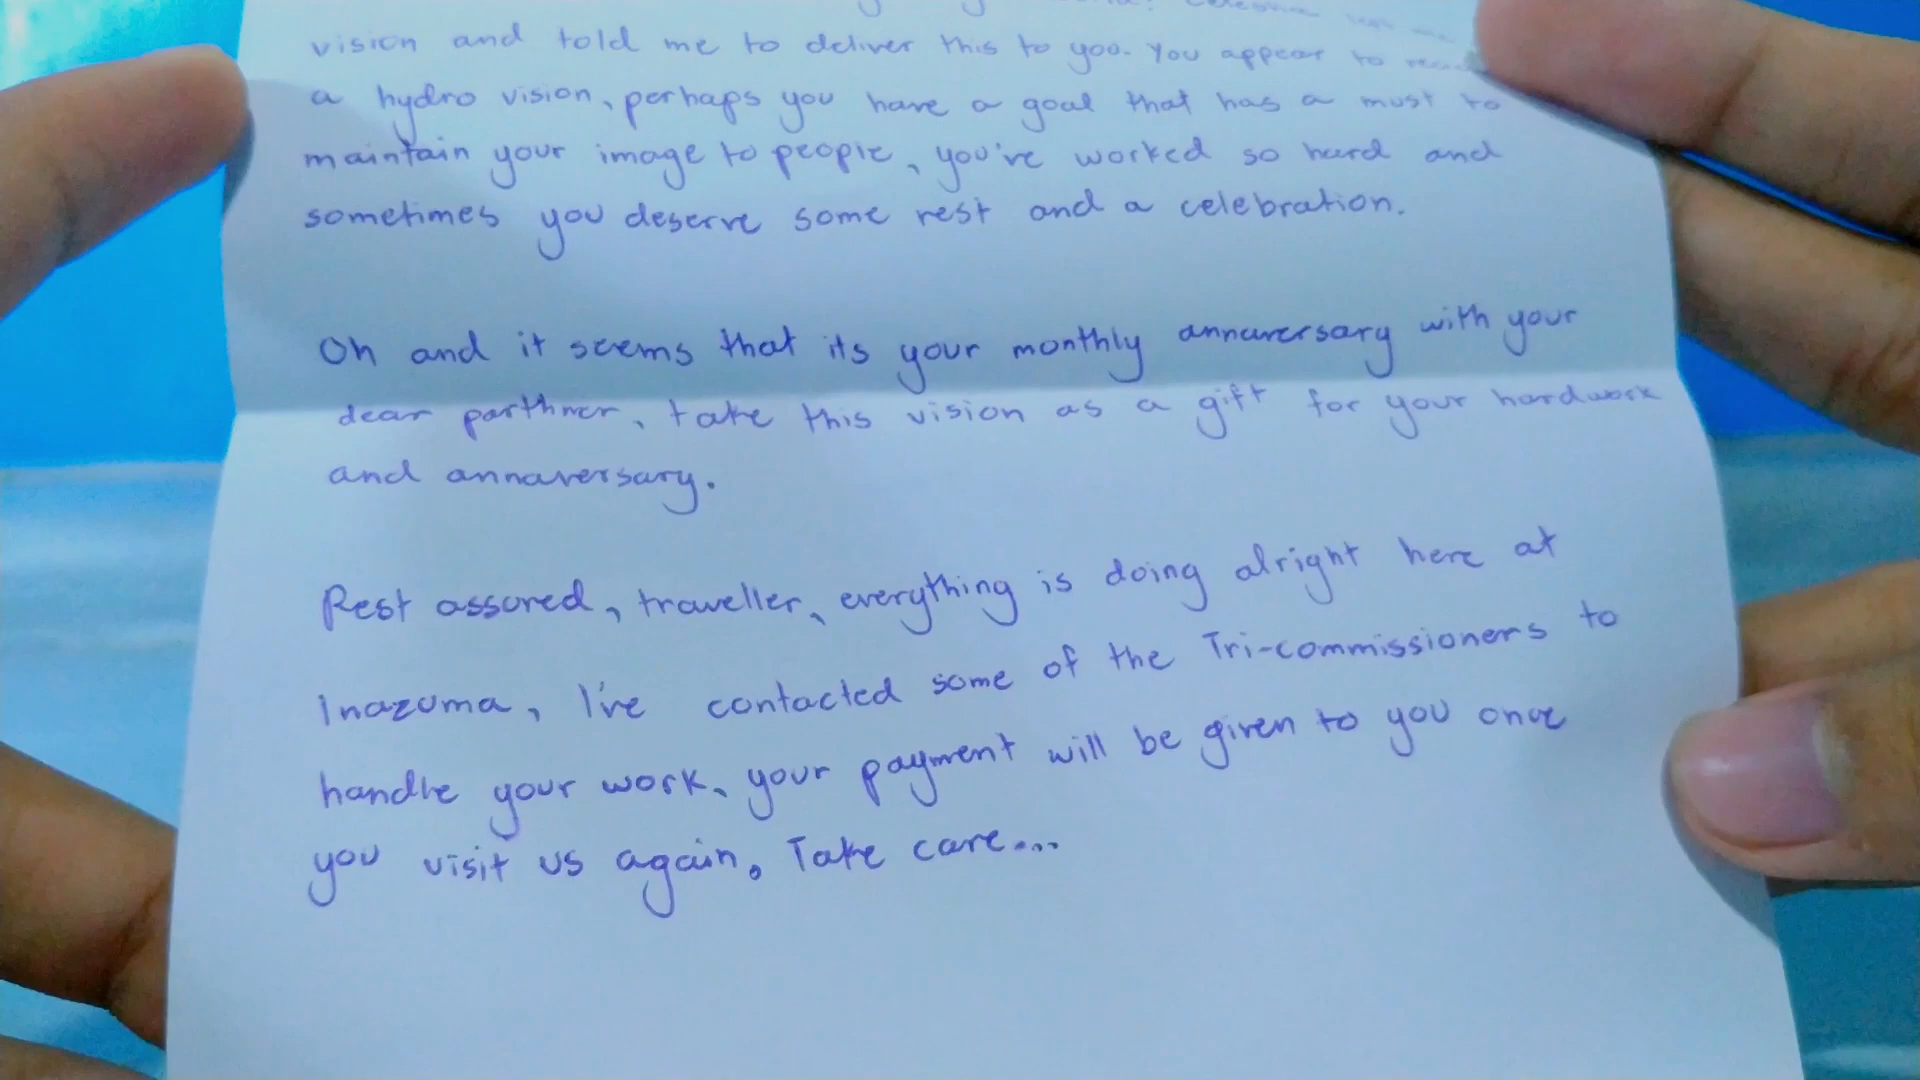 vision and told me to deliver this to you. You appear to
a hydro vision, perhaps you have a goal that has a must to
maintain your image to people, you've worked so hard and
sometimes you deserve some rest and a celebration.
Oh and it seems that its your monthly annaversary with your
dear parthner, take this vision as a gift for your hardwork
and annaversary.
Rest assured, traveller, everything is doing alright here at
Inazuma, I've contacted some of the Tri-commissioners to
handle your work, your payment will be given to you once
you visit us again. Take care...